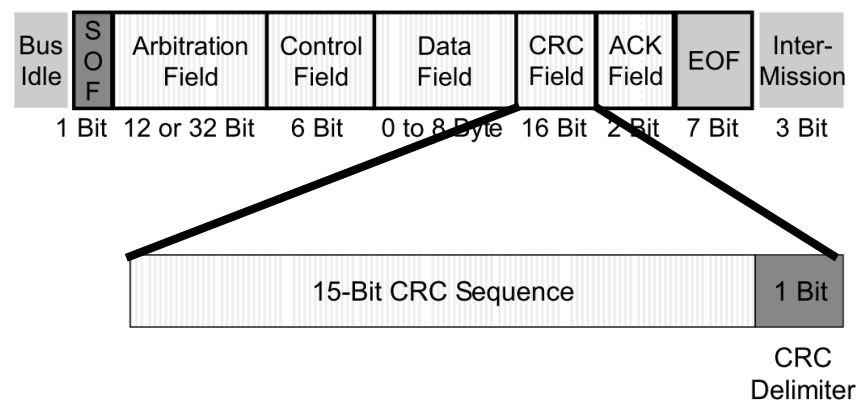 Bus
Idle
S
O
F
Arbitration
Field
Control
Field
Data
Field
CRC
Field
ACK
Field
EOF
Inter-
Mission
1 Bit
12 or 32 Bit
6 Bit
0 to 8 Byte
16 Bit
2 Bit
7 Bit
3 Bit
15-Bit CRC Sequence
1 Bit
CRC
Delimiter